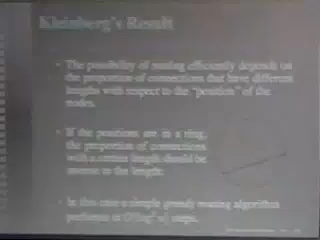 Kleinberg's Result
The possibility of routing efficiently depends on
the proportion of connections that have different
lengths with respect to the "position" of the
nodes.
If the positions are in a ring,
the proportion of connections
with a certain length should be
inverse to the length:
In this case a simple greedy routing algorithm
performs in O(log² n) steps.